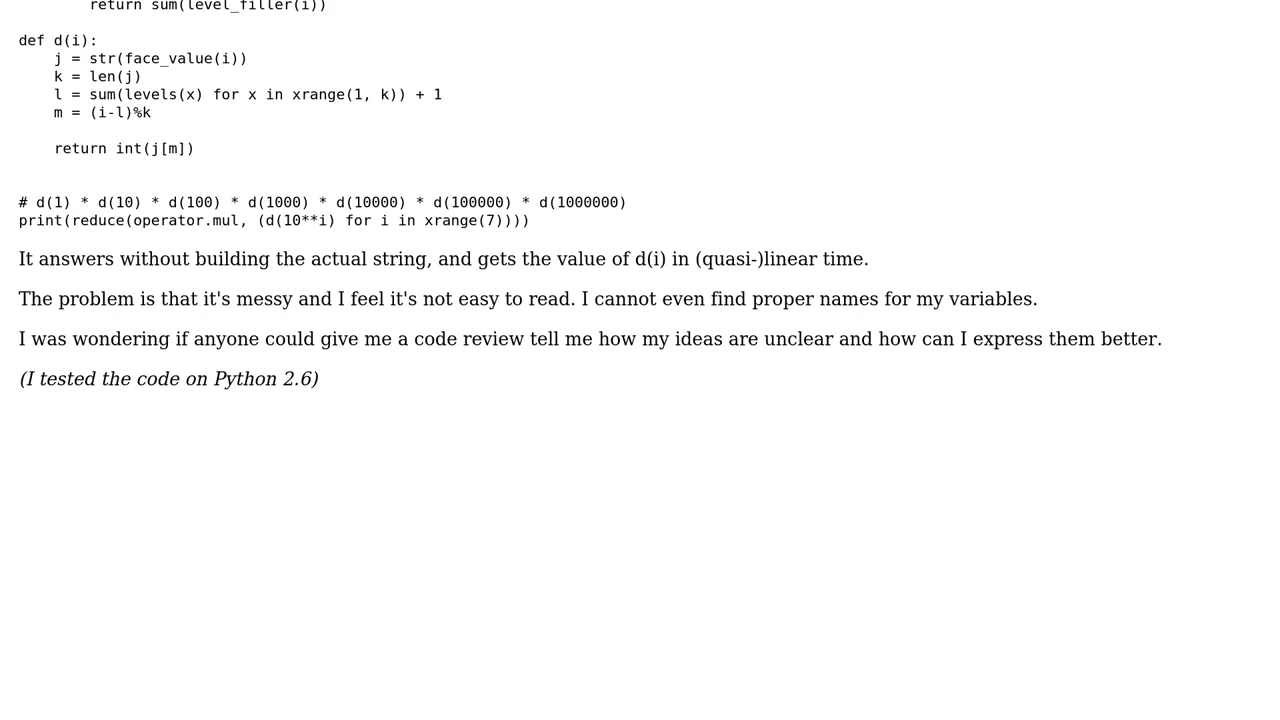 return sum(level_filler(i))

def d(i):
    j = str(face_value(i))
    k = len(j)
    l = sum(levels(x) for x in xrange(1, k)) + 1
    m = (i-l)%k

    return int(j[m])


# d(1) * d(10) * d(100) * d(1000) * d(10000) * d(100000) * d(1000000)
print(reduce(operator.mul, (d(10**i) for i in xrange(7))))
It answers without building the actual string, and gets the value of d(i) in (quasi-)linear time.
The problem is that it's messy and I feel it's not easy to read. I cannot even find proper names for my variables.
I was wondering if anyone could give me a code review tell me how my ideas are unclear and how can I express them better.
(I tested the code on Python 2.6)